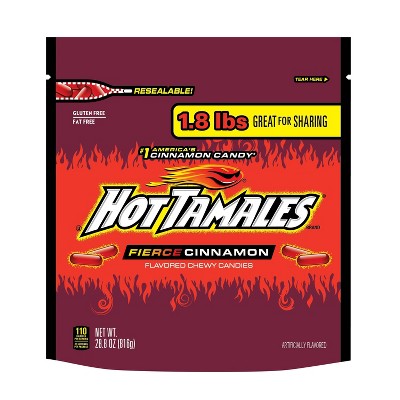 RESEALABLE!
TEAR HERE
GLUTEN FREE
FAT FREE
1.8 lbs GREAT FOR SHARING
#1 AMERICA'S
CINNAMON CANDY*
HOT TAMALES
BRAND
FIERCE CINNAMON
FLAVORED CHEWY CANDIES
110
NET WT.
28.8 OZ (816g)
ARTIFICIALLY FLAVORED